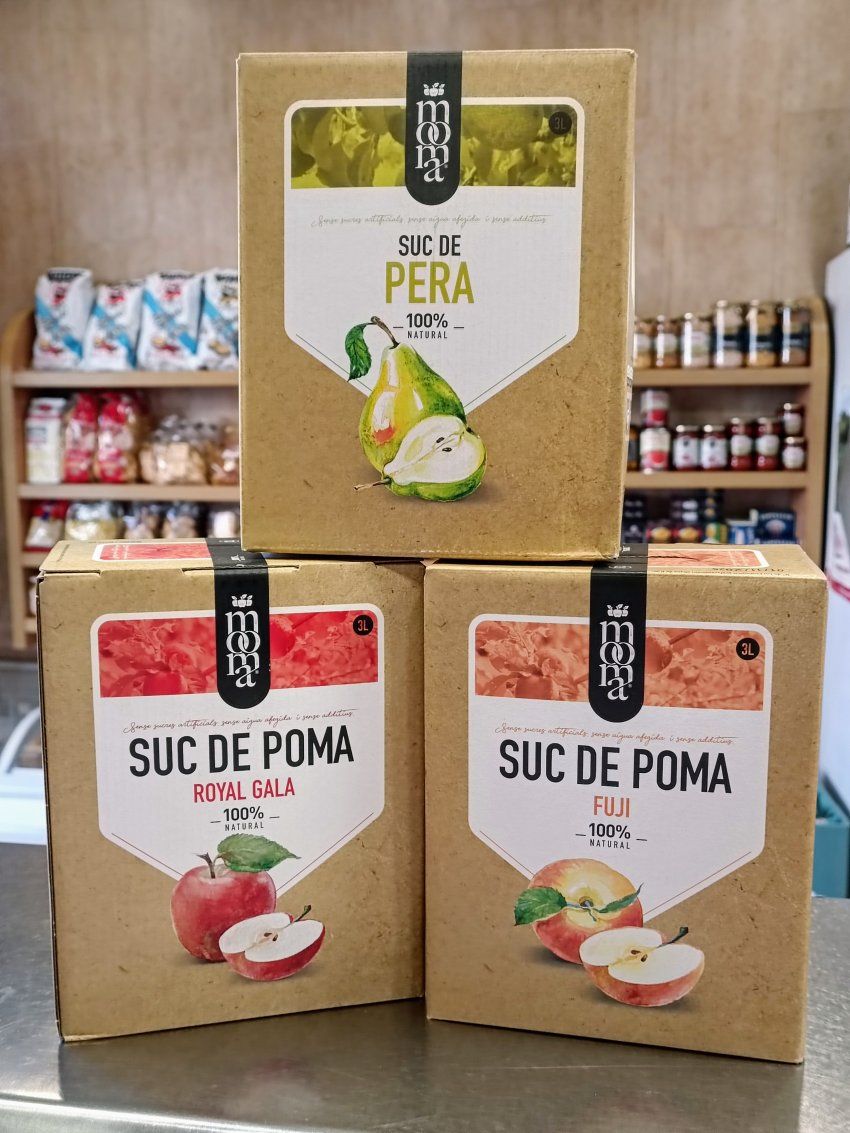 mooma
3L
Sense sucres artificials, sense aigua afegida i sense additius
SUC DE
PERA
100%
NATURAL
mooma
3L
Sense sucres artificials, sense aigua afegida i sense additius
SUC DE POMA
ROYAL GALA
100%
NATURAL
mooma
3L
Sense sucres artificials, sense aigua afegida i sense additius
SUC DE POMA
FUJI
100%
NATURAL